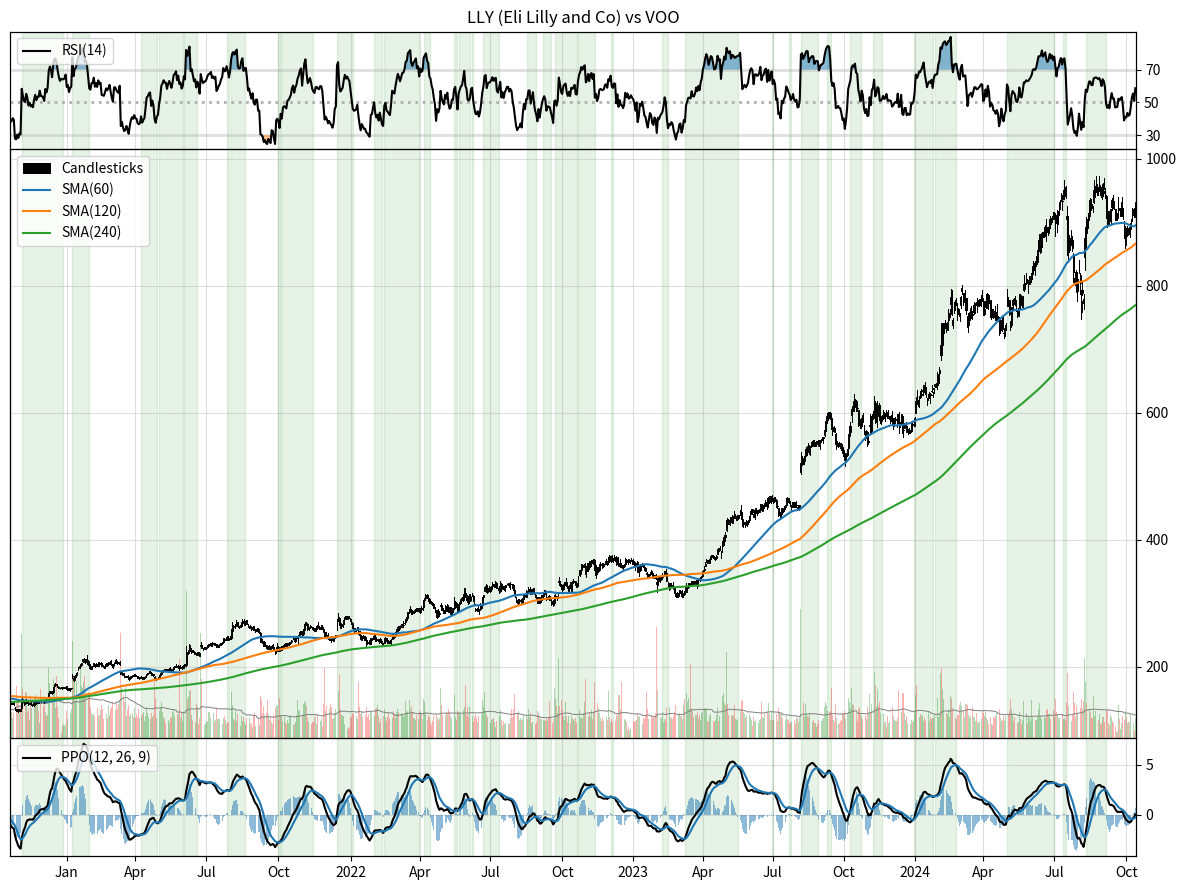 LLY (Eli Lilly and Co) vs VOO
RSI(14)
70
50
30
Candlesticks
SMA(60)
SMA(120)
SMA(240)
1000
800
600
400
200
PPO(12, 26, 9)
5
0
Jan Apr Jul Oct 2022 Apr Jul Oct 2023 Apr Jul Oct 2024 Apr Jul Oct